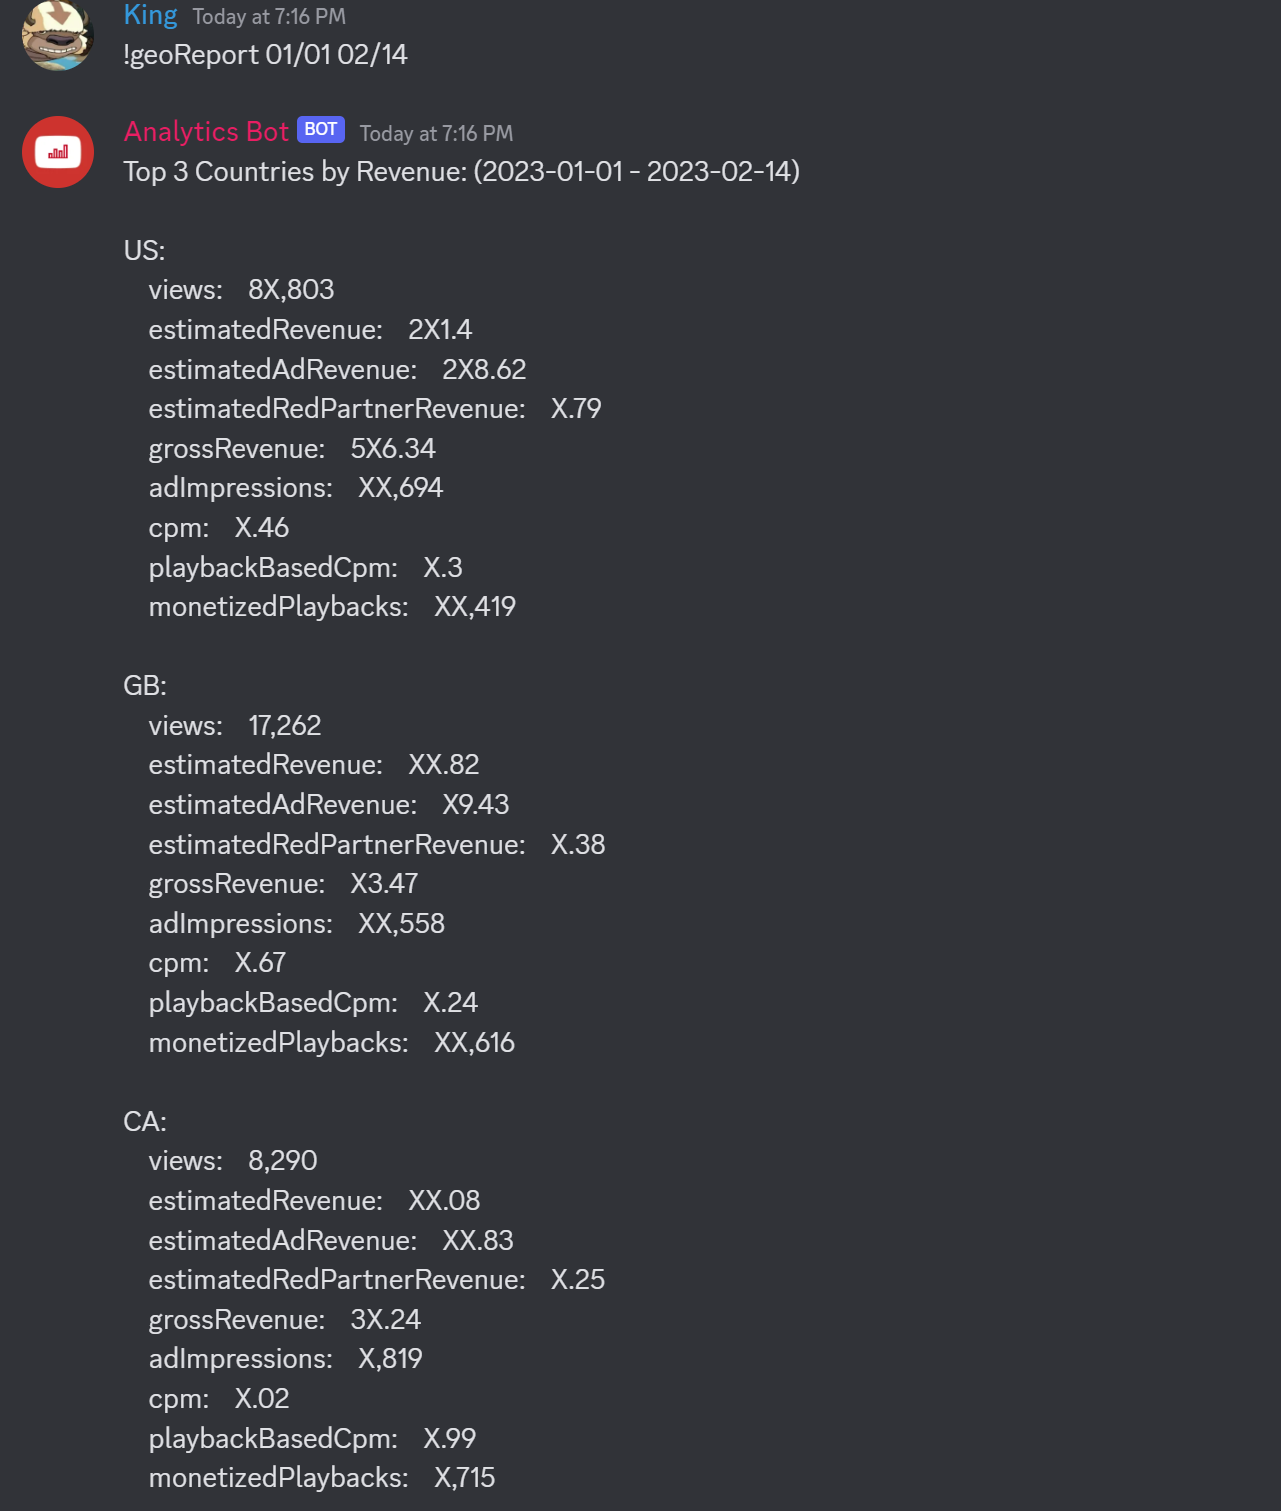 King Today at 7:16 PM
!geoReport 01/01 02/14
Analytics Bot BOT Today at 7:16 PM
Top 3 Countries by Revenue: (2023-01-01 - 2023-02-14)
US:
views: 8X,803
estimatedRevenue: 2X1.4
estimatedAdRevenue: 2X8.62
estimatedRedPartnerRevenue: X.79
grossRevenue: 5X6.34
adImpressions: XX,694
cpm: X.46
playbackBasedCpm: X.3
monetizedPlaybacks: XX,419
GB:
views: 17,262
estimatedRevenue: XX.82
estimatedAdRevenue: X9.43
estimatedRedPartnerRevenue: X.38
grossRevenue: X3.47
adImpressions: XX,558
cpm: X.67
playbackBasedCpm: X.24
monetizedPlaybacks: XX,616
CA:
views: 8,290
estimatedRevenue: XX.08
estimatedAdRevenue: XX.83
estimatedRedPartnerRevenue: X.25
grossRevenue: 3X.24
adImpressions: X,819
cpm: X.02
playbackBasedCpm: X.99
monetizedPlaybacks: X,715